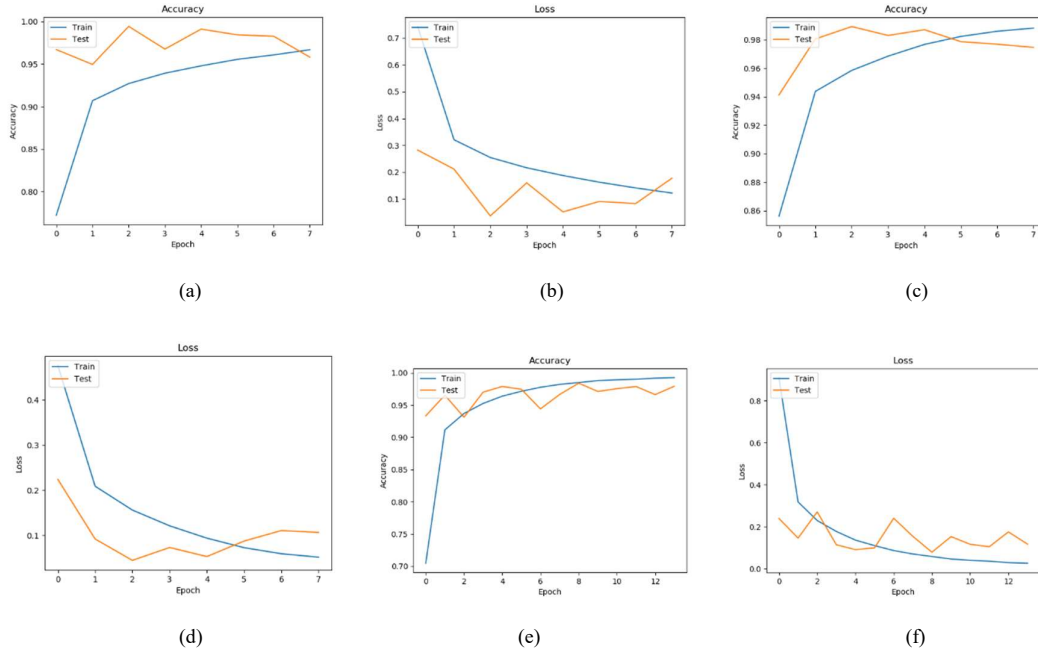 Accuracy
Train
Test
1.00
0.95
0.90
0.85
0.80
Accuracy
0 1 2 3 4 5 6 7
Epoch
(a)
Loss
Train
Test
0.7
0.6
0.5
0.4
0.3
0.2
0.1
Loss
0 1 2 3 4 5 6 7
Epoch
(b)
Accuracy
Train
Test
0.98
0.96
0.94
0.92
0.90
0.88
0.86
Accuracy
0 1 2 3 4 5 6 7
Epoch
(c)
Loss
Train
Test
0.4
0.3
0.2
0.1
Loss
0 1 2 3 4 5 6 7
Epoch
(d)
Accuracy
Train
Test
1.00
0.95
0.90
0.85
0.80
0.75
0.70
Accuracy
0 2 4 6 8 10 12
Epoch
(e)
Loss
Train
Test
0.8
0.6
0.4
0.2
0.0
Loss
0 2 4 6 8 10 12
Epoch
(f)